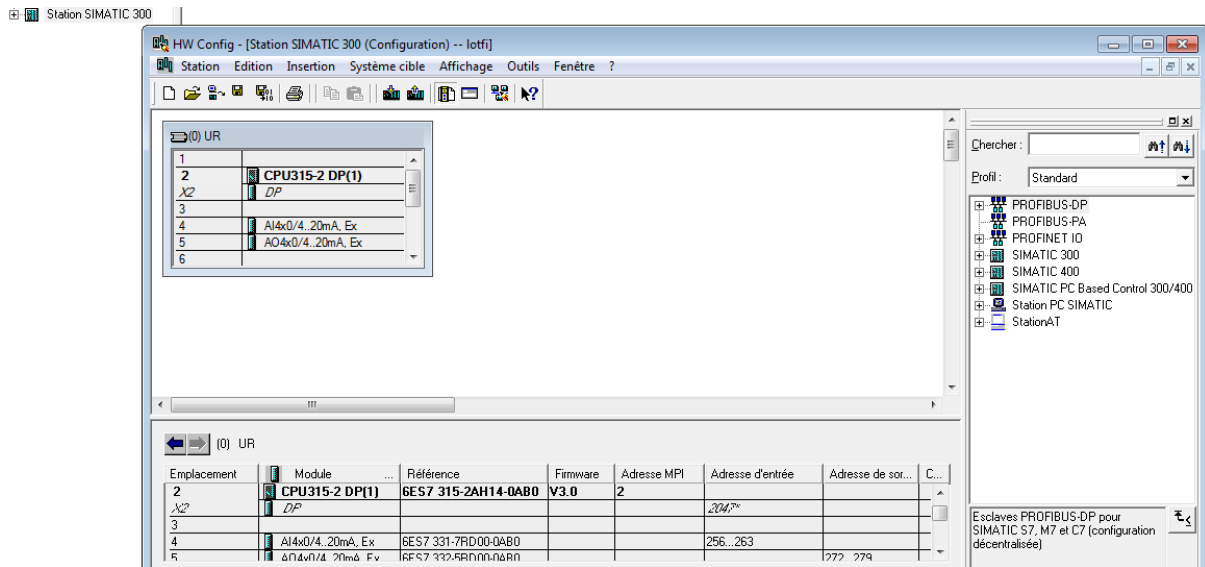 Station SIMATIC 300
HW Config - [Station SIMATIC 300 (Configuration) -- lotfi]
Station Edition Insertion Système cible Affichage Outils Fenêtre ?
(0) UR
1
2 CPU315-2 DP(1)
X2 DP
3
4 AI4x0/4..20mA, Ex
5 AO4x0/4..20mA, Ex
6
Chercher :
Profil : Standard
PROFIBUS-DP
PROFIBUS-PA
PROFINET IO
SIMATIC 300
SIMATIC 400
SIMATIC PC Based Control 300/400
Station PC SIMATIC
StationAT
(0) UR
Emplacement Module ... Référence Firmware Adresse MPI Adresse d'entrée Adresse de sor... C...
2 CPU315-2 DP(1) 6ES7 315-2AH14-0AB0 V3.0 2
X2 DP
3
4 AI4x0/4..20mA, Ex 6ES7 331-7RD00-0AB0 256...263
5 AO4x0/4..20mA, Ex 6ES7 332-5RD00-0AB0 272...279
Esclaves PROFIBUS-DP pour
SIMATIC S7, M7 et C7 (configuration
décentralisée)